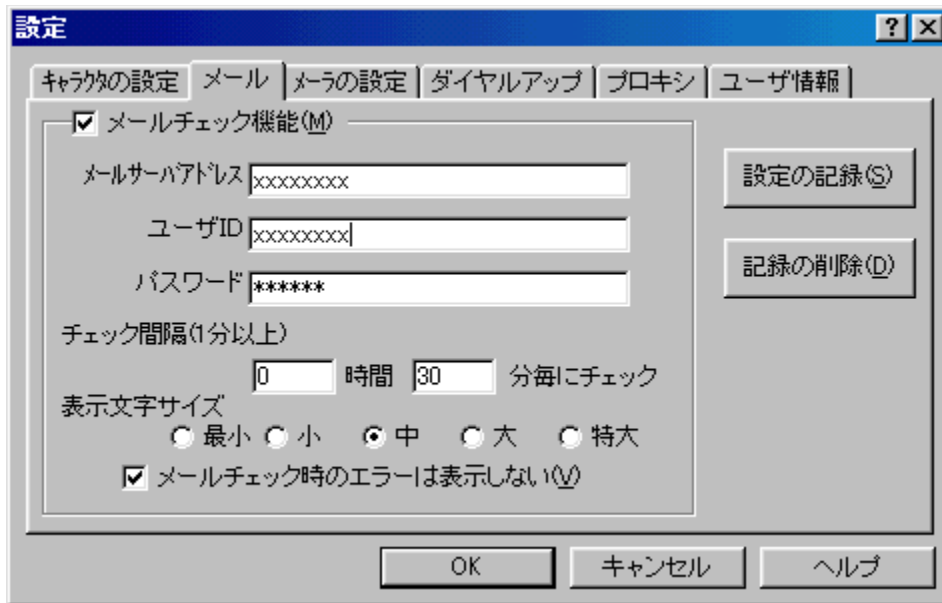 設定
ｷｬﾗｸﾀの設定 メール ﾒｰﾗの設定 ダイヤルアップ プロキシ ユーザ情報
メールチェック機能(M)
ﾒｰﾙサーバｱﾄﾞﾚｽ xxxxxxxx
設定の記録(S)
ユーザID xxxxxxxx
記録の削除(D)
パスワード ******
チェック間隔(1分以上)
0 時間 30 分毎にチェック
表示文字サイズ
最小 小 中 大 特大
メールチェック時のエラーは表示しない(V)
OK キャンセル ヘルプ